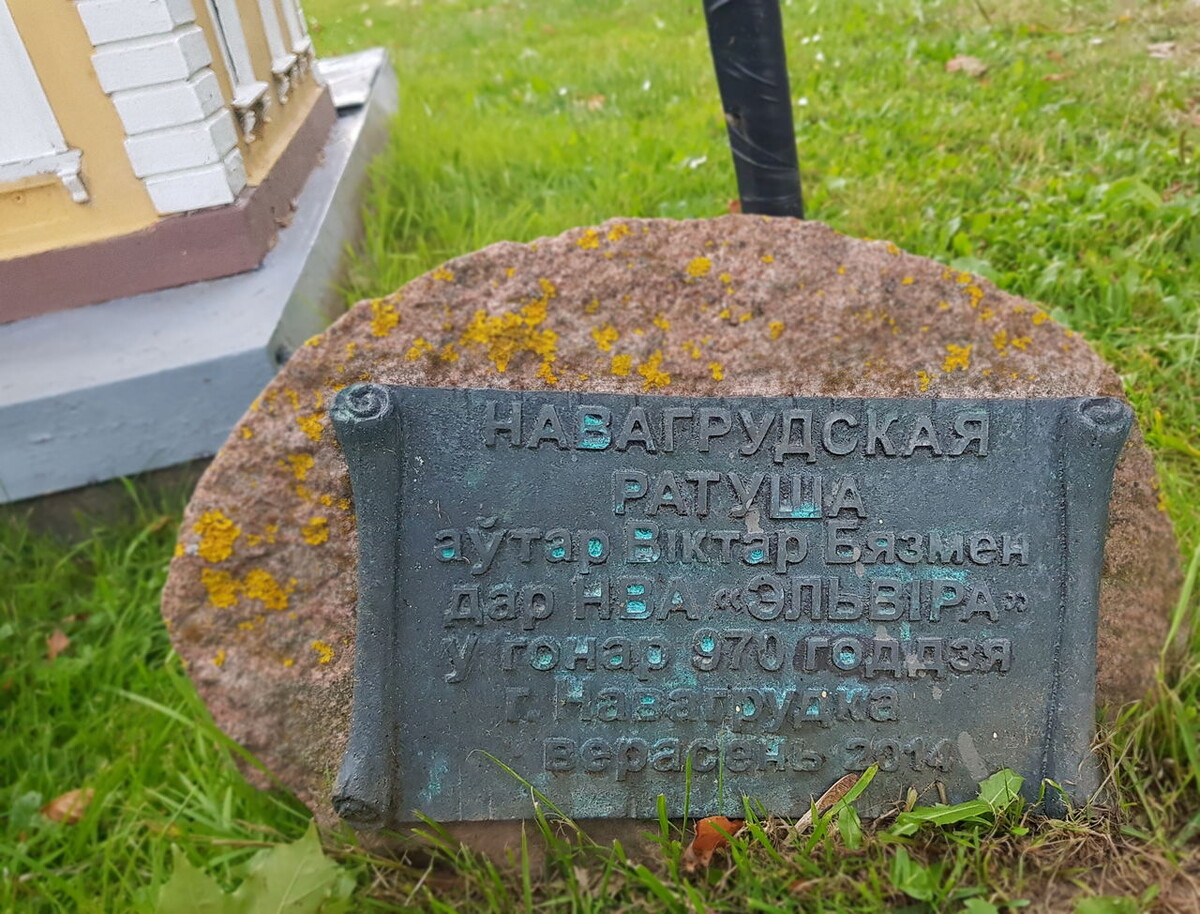 НАВАГРУДСКАЯ
РАТУША
аўтар Віктар Бязмен
дар НВА «ЭЛЬВІРА»
у гонар 970 годдзя
г. Навагрудка
верасень 2014